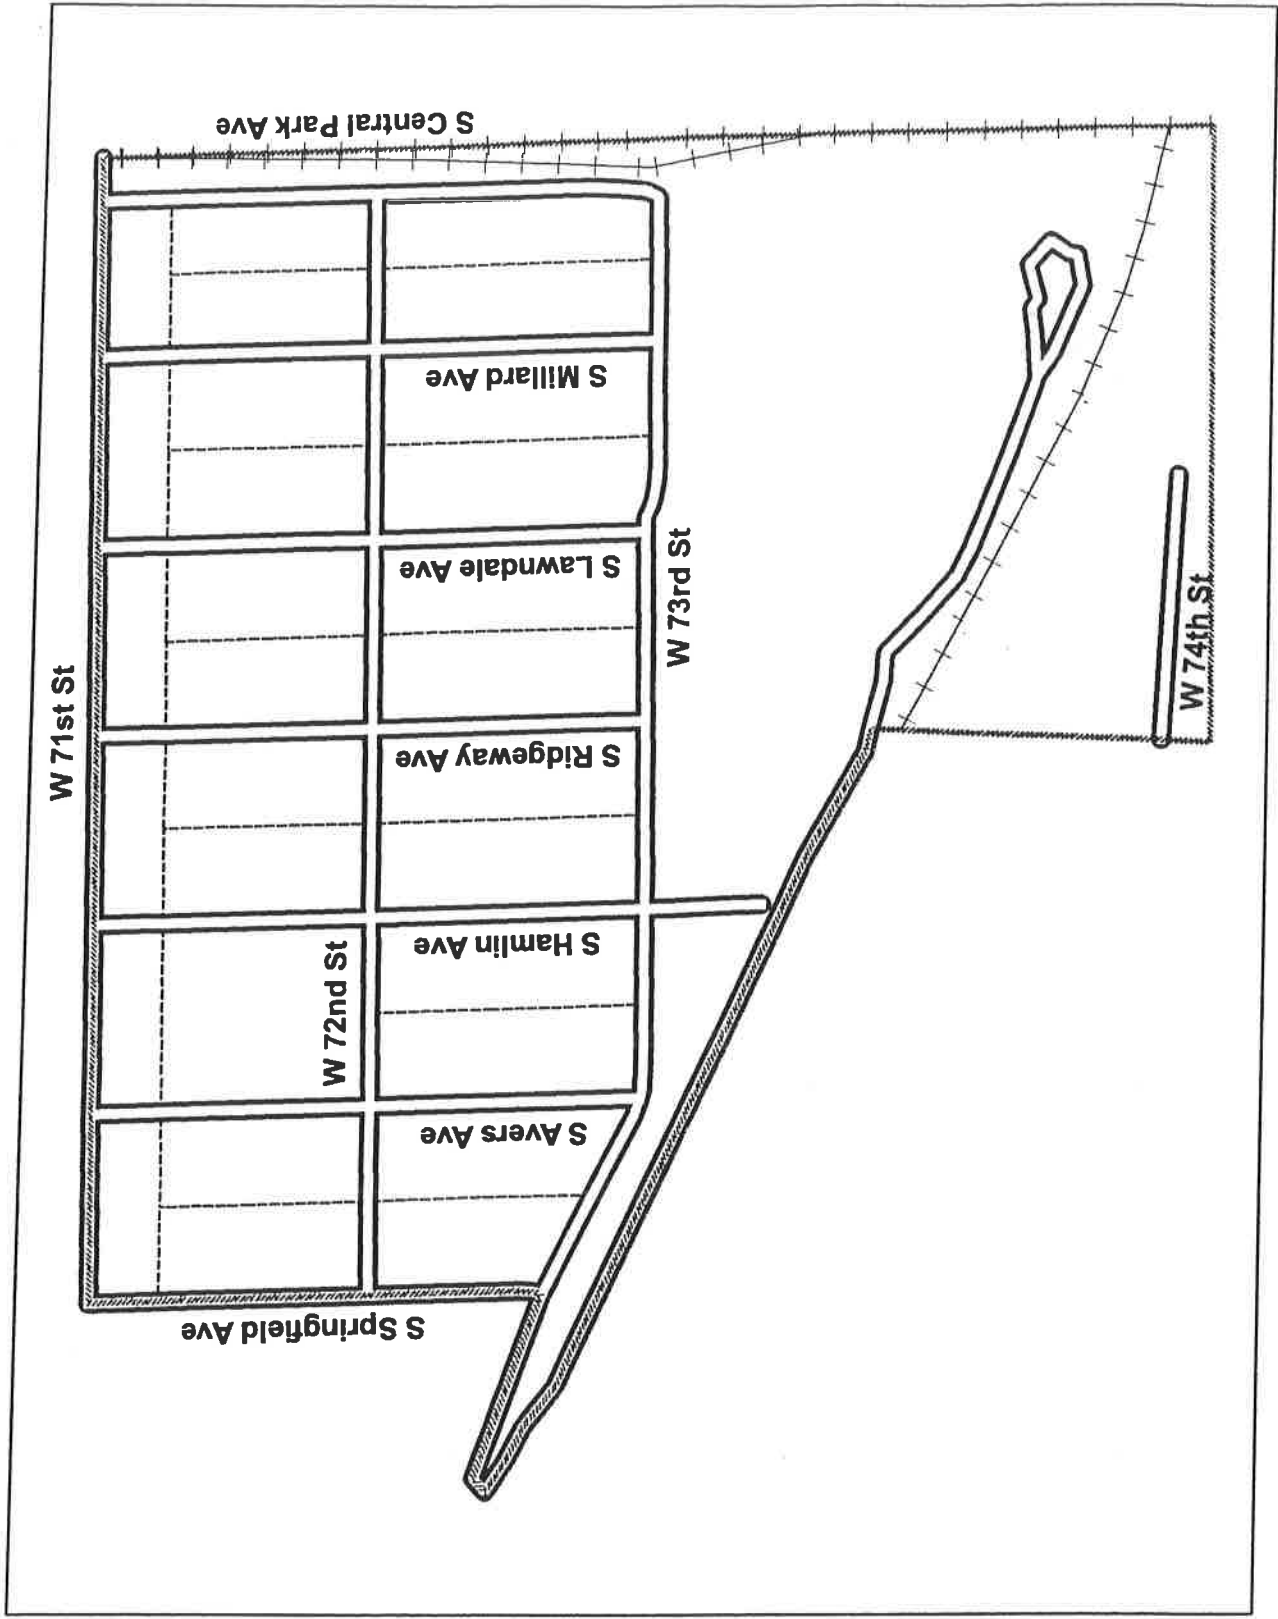 S Central Park Ave
W 71st St
S Millard Ave
S Lawndale Ave
W 73rd St
S Ridgeway Ave
W 74th St
S Hamlin Ave
W 72nd St
S Avers Ave
S Springfield Ave